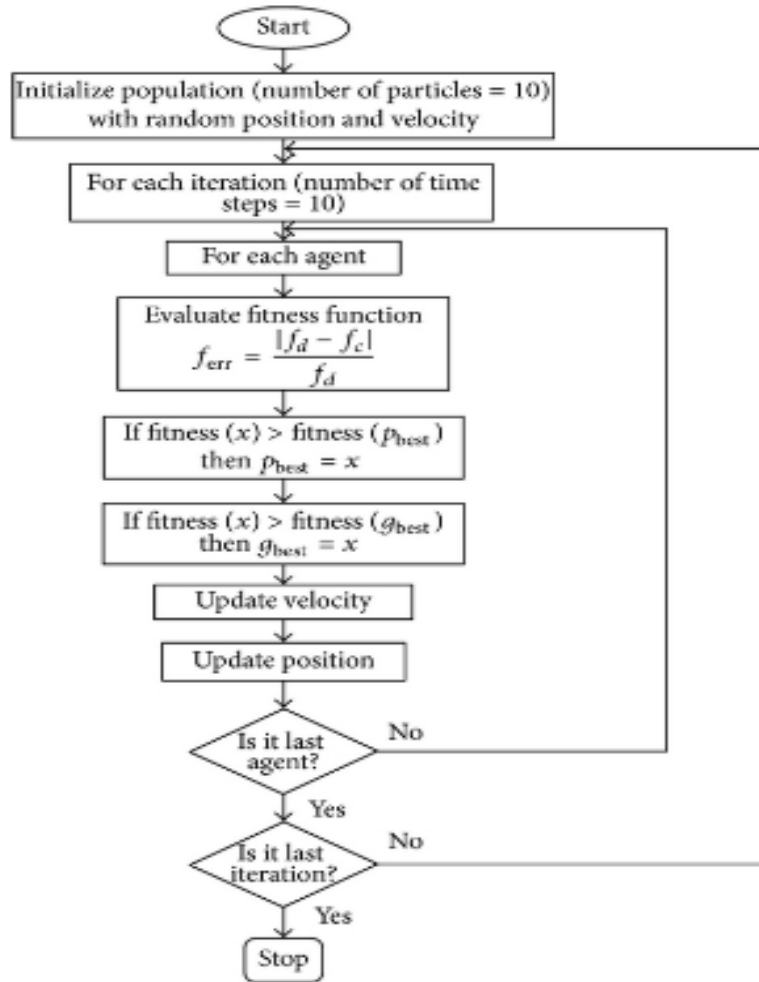 Start
Initialize population (number of particles = 10)
with random position and velocity
For each iteration (number of time
steps = 10)
For each agent
Evaluate fitness function
f_err = |f_d − f_c| / f_d
If fitness (x) > fitness (p_best)
then p_best = x
If fitness (x) > fitness (g_best)
then g_best = x
Update velocity
Update position
Is it last
agent?
No
Yes
Is it last
iteration?
No
Yes
Stop